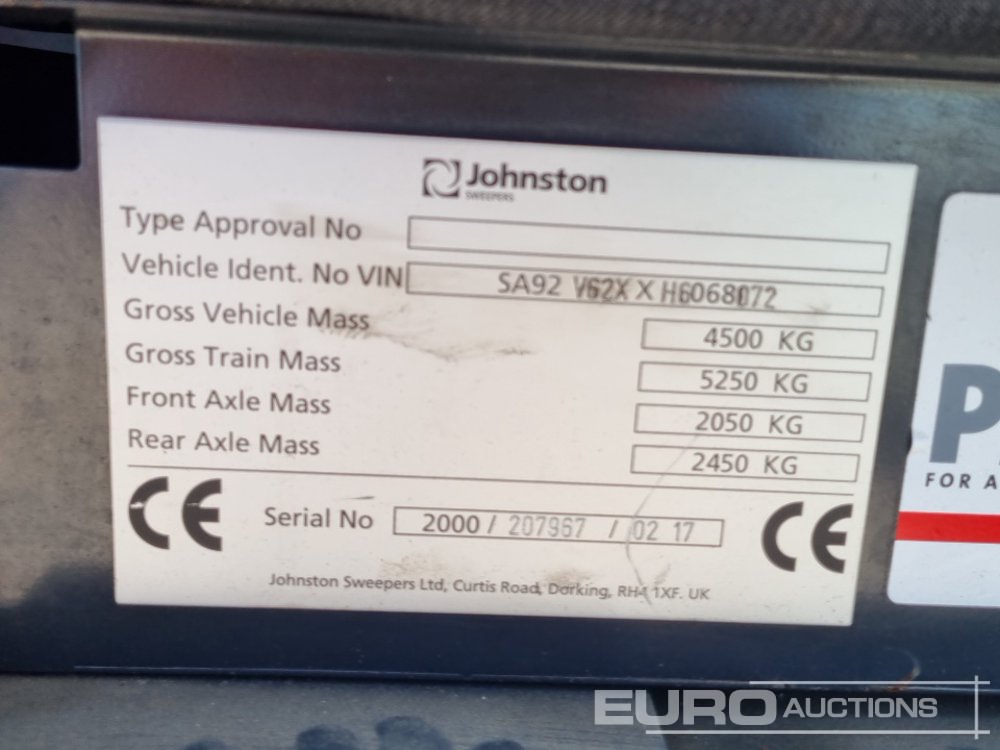 Johnston
SWEEPERS
Type Approval No
Vehicle Ident. No VIN SA92 V62X X H6068072
Gross Vehicle Mass 4500 KG
Gross Train Mass 5250 KG
Front Axle Mass 2050 KG
Rear Axle Mass 2450 KG
CE Serial No 2000 / 207967 / 02 17 CE
Johnston Sweepers Ltd, Curtis Road, Dorking, RH4 1XF. UK
P
FOR A
EURO AUCTIONS